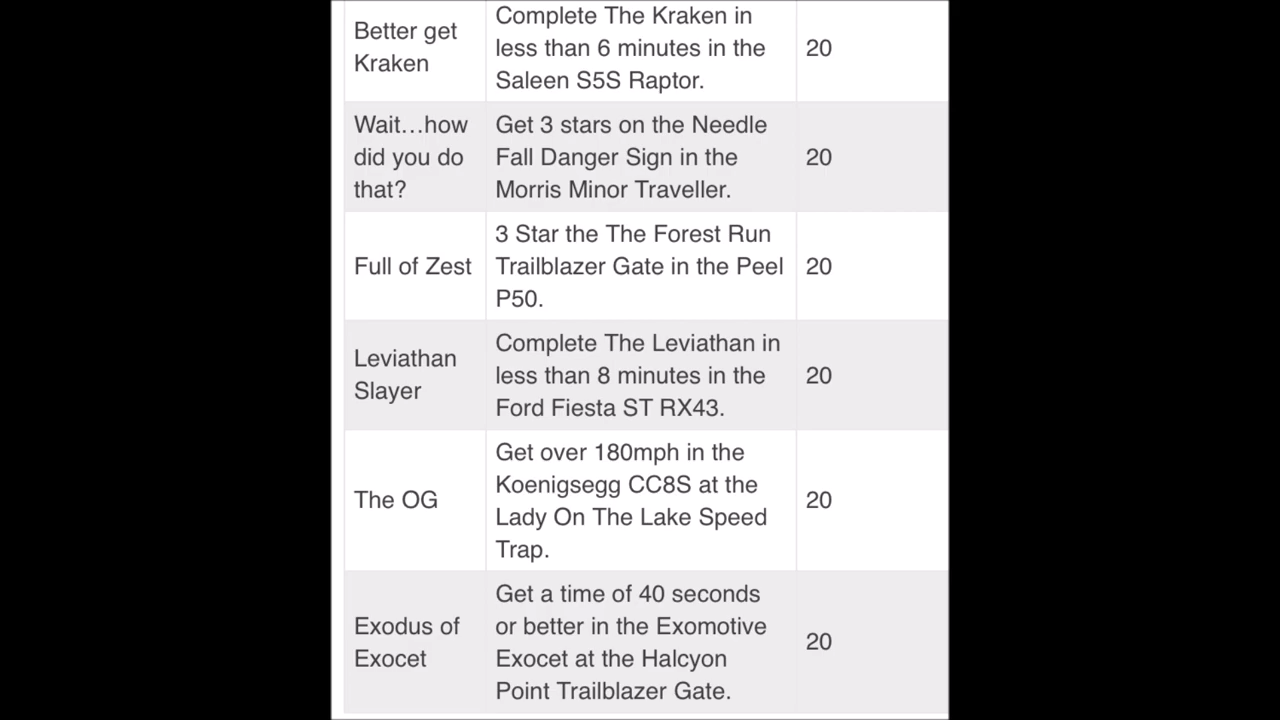 Better get
Kraken
Complete The Kraken in
less than 6 minutes in the
Saleen S5S Raptor.
20
Wait…how
did you do
that?
Get 3 stars on the Needle
Fall Danger Sign in the
Morris Minor Traveller.
20
Full of Zest
3 Star the The Forest Run
Trailblazer Gate in the Peel
P50.
20
Leviathan
Slayer
Complete The Leviathan in
less than 8 minutes in the
Ford Fiesta ST RX43.
20
The OG
Get over 180mph in the
Koenigsegg CC8S at the
Lady On The Lake Speed
Trap.
20
Exodus of
Exocet
Get a time of 40 seconds
or better in the Exomotive
Exocet at the Halcyon
Point Trailblazer Gate.
20